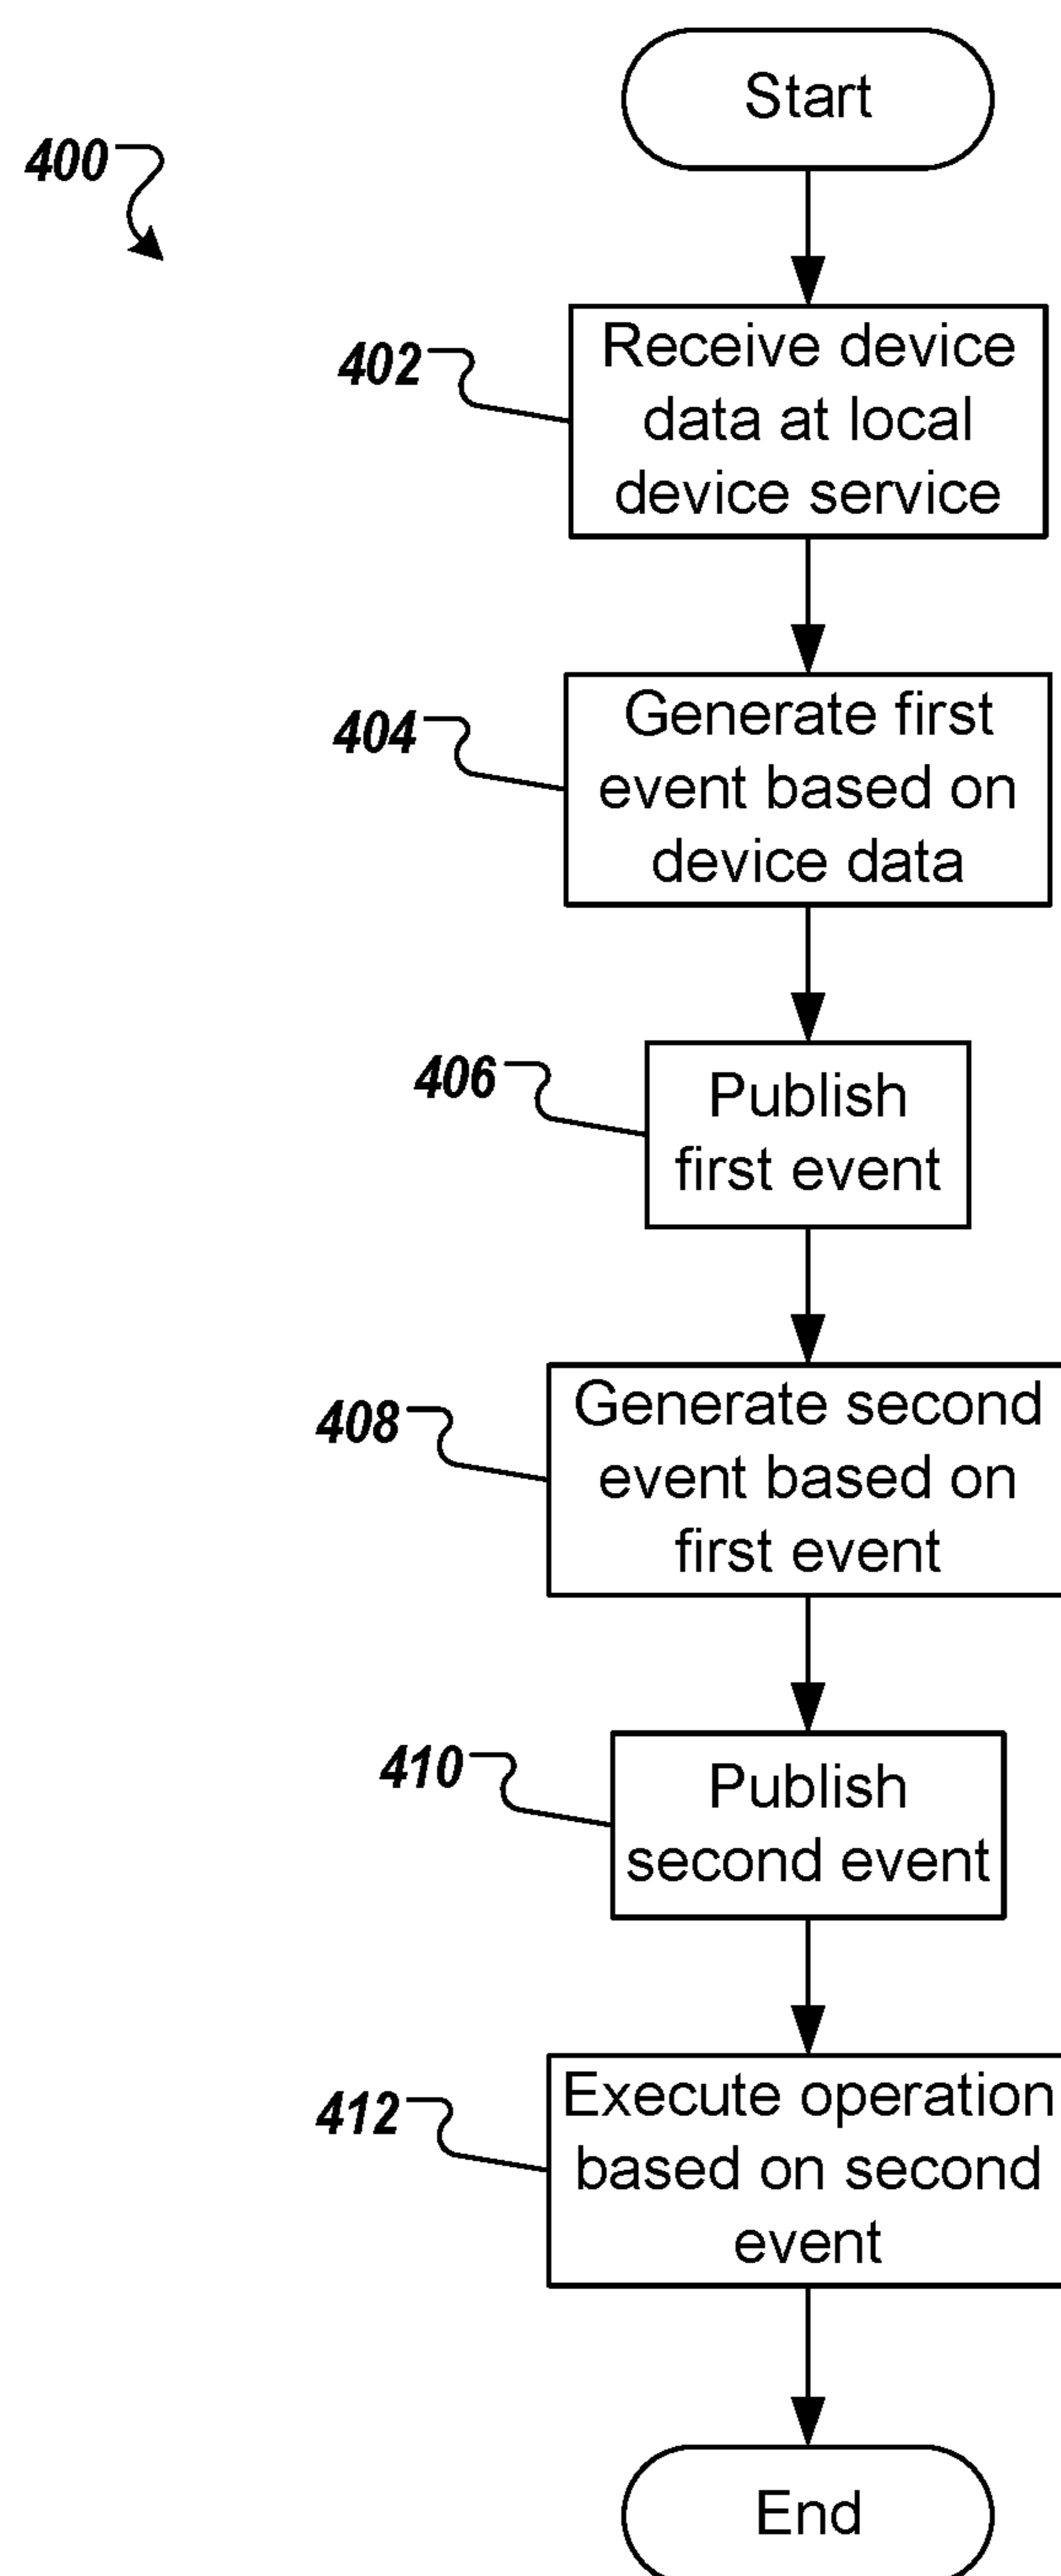 Start
400
402
Receive device
data at local
device service
404
Generate first
event based on
device data
406
Publish
first event
408
Generate second
event based on
first event
410
Publish
second event
412
Execute operation
based on second
event
End